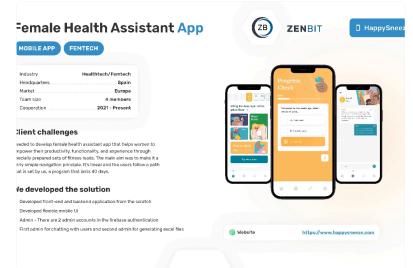 Female Health Assistant App
ZB ZENBIT
HappySneeze
MOBILE APP FEMTECH
Industry Healthtech/Femtech
Headquarters Spain
Market Europe
Team size 4 members
Cooperation 2021 - Present
Client challenges
eeded to develop female health assistant app that helps women to
mpower their productivity, functionality, and experience through
pecially prepared sets of fitness tasks. The main aim was to make it a
ery simple navigation principle. It's linear and the users follow a path
hat is set by us, a program that lasts 40 days.
We developed the solution
Developed front-end and backend application from the scratch
Developed flexible mobile UI
Admin - There are 2 admin accounts in the firebase authentication
First admin for chatting with users and second admin for generating excel files
Progress
Check
Website https://www.happysneeze.com